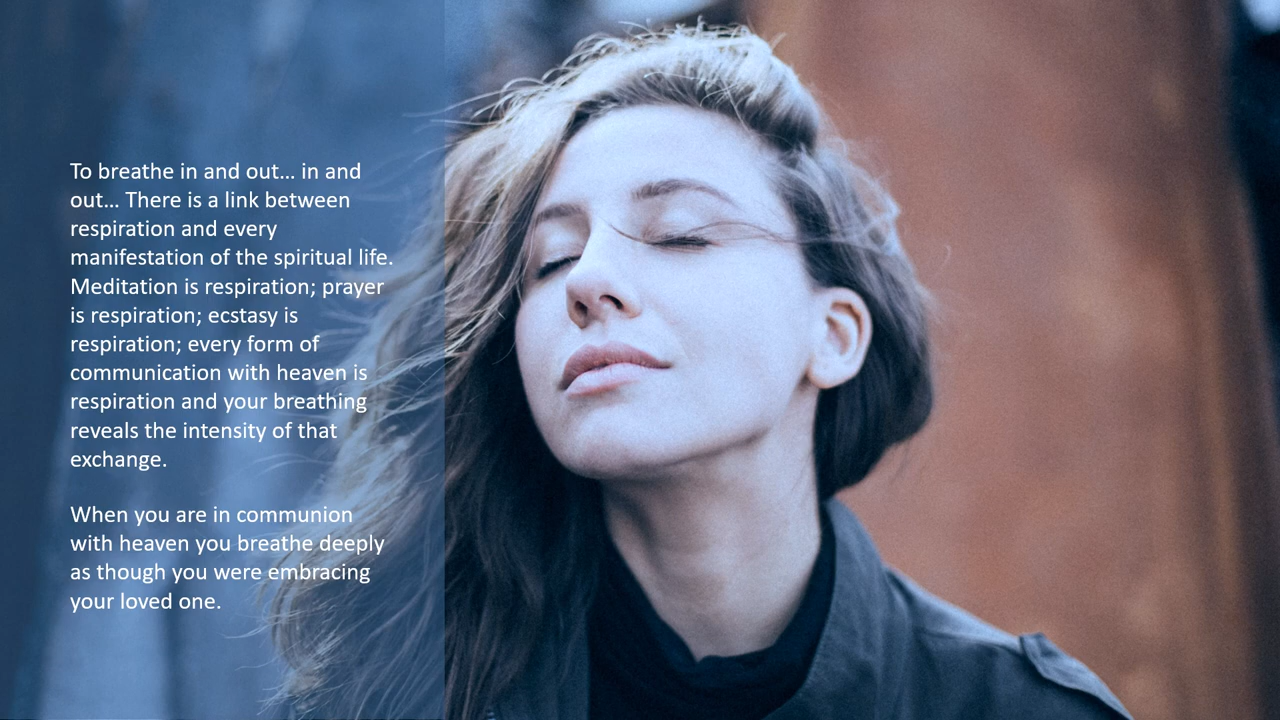 To breathe in and out... in and
out... There is a link between
respiration and every
manifestation of the spiritual life.
Meditation is respiration; prayer
is respiration; ecstasy is
respiration; every form of
communication with heaven is
respiration and your breathing
reveals the intensity of that
exchange.
When you are in communion
with heaven you breathe deeply
as though you were embracing
your loved one.